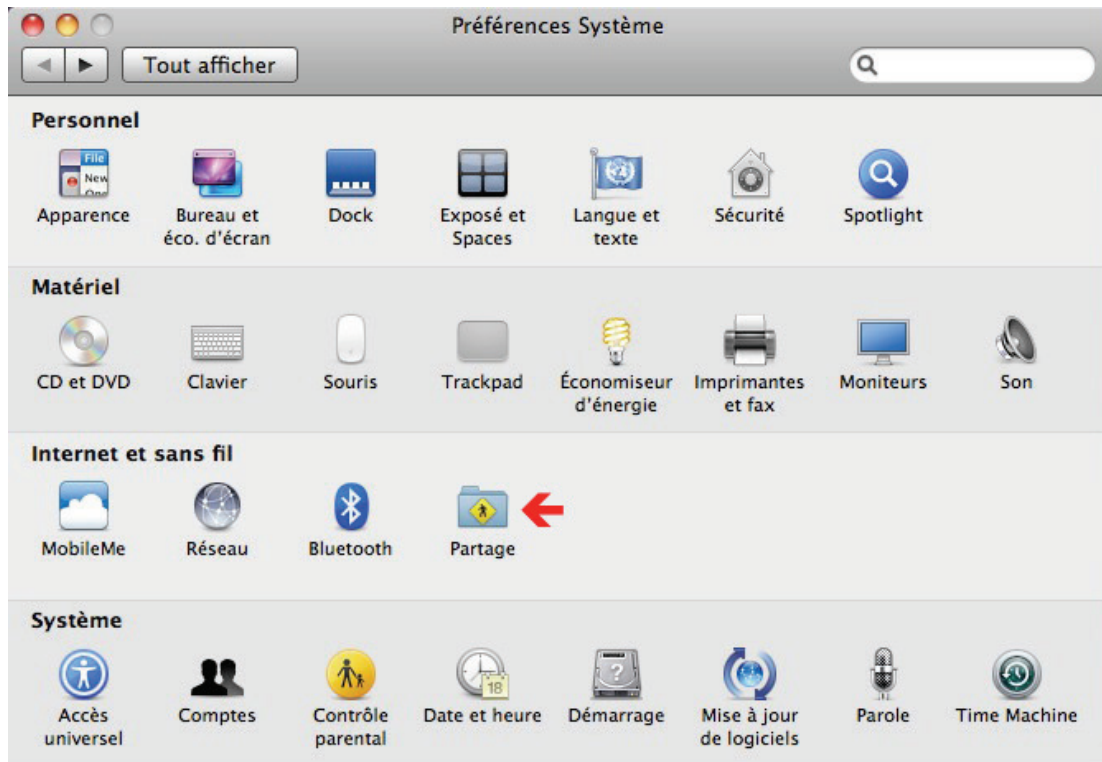 Préférences Système
Tout afficher
Personnel
File
New
One
Apparence
Bureau et
éco. d'écran
Dock
Exposé et
Spaces
Langue et
texte
Sécurité
Spotlight
Matériel
CD et DVD
Clavier
Souris
Trackpad
Économiseur
d'énergie
Imprimantes
et fax
Moniteurs
Son
Internet et sans fil
MobileMe
Réseau
Bluetooth
Partage
Système
Accès
universel
Comptes
Contrôle
parental
18
Date et heure
?
Démarrage
Mise à jour
de logiciels
Parole
Time Machine